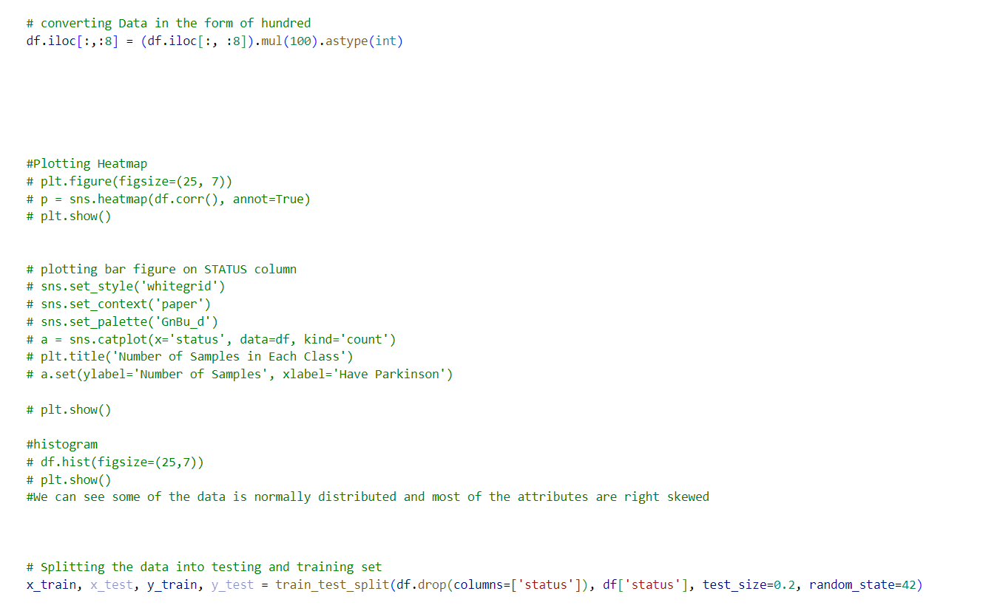 # converting Data in the form of hundred
df.iloc[:,:8] = (df.iloc[:, :8]).mul(100).astype(int)
#Plotting Heatmap
# plt.figure(figsize=(25, 7))
# p = sns.heatmap(df.corr(), annot=True)
# plt.show()
# plotting bar figure on STATUS column
# sns.set_style('whitegrid')
# sns.set_context('paper')
# sns.set_palette('GnBu_d')
# a = sns.catplot(x='status', data=df, kind='count')
# plt.title('Number of Samples in Each Class')
# a.set(ylabel='Number of Samples', xlabel='Have Parkinson')
# plt.show()
#histogram
# df.hist(figsize=(25,7))
# plt.show()
#We can see some of the data is normally distributed and most of the attributes are right skewed
# Splitting the data into testing and training set
x_train, x_test, y_train, y_test = train_test_split(df.drop(columns=['status']), df['status'], test_size=0.2, random_state=42)